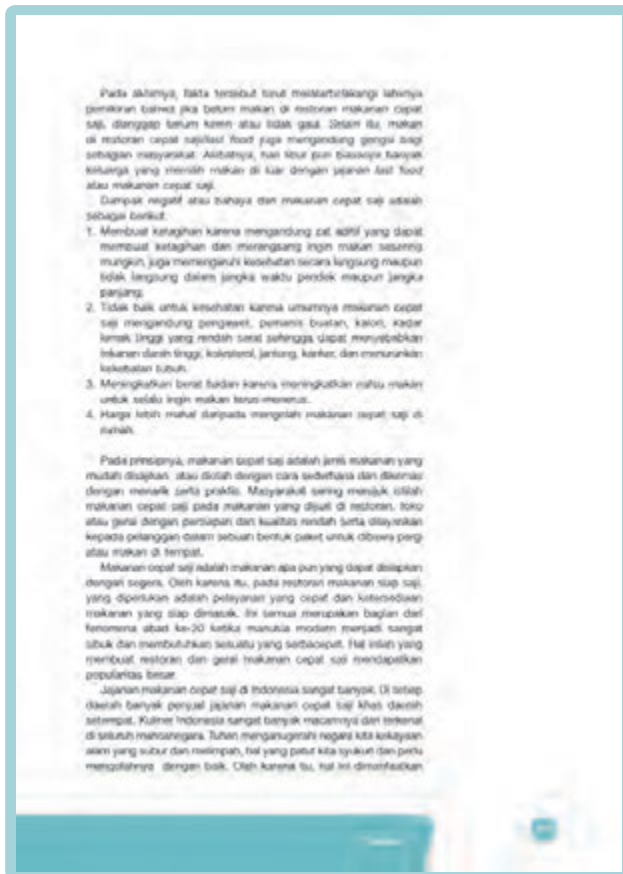 Pada akhirnya, fakta tersebut turut melatarbelakangi lahirnya
pemikiran bahwa jika belum makan di restoran makanan cepat
saji, dianggap belum keren atau tidak gaul. Selain itu, makan
di restoran cepat saji/fast food juga mengandung gengsi bagi
sebagian masyarakat. Akibatnya, hari libur pun biasanya banyak
keluarga yang memilih makan di luar dengan jajanan fast food
atau makanan cepat saji.
Dampak negatif atau bahaya dari makanan cepat saji adalah
sebagai berikut.
1. Membuat ketagihan karena mengandung zat aditif yang dapat
membuat ketagihan dan merangsang ingin makan sesering
mungkin, juga memengaruhi kesehatan secara langsung maupun
tidak langsung dalam jangka waktu pendek maupun jangka
panjang.
2. Tidak baik untuk kesehatan karena umumnya makanan cepat
saji mengandung pengawet, pemanis buatan, kalori, kadar
lemak tinggi yang rendah serat sehingga dapat menyebabkan
tekanan darah tinggi, kolesterol, jantung, kanker, dan menurunkan
kekebalan tubuh.
3. Meningkatkan berat badan karena meningkatkan nafsu makan
untuk selalu ingin makan terus-menerus.
4. Harga lebih mahal daripada mengolah makanan cepat saji di
rumah.
Pada prinsipnya, makanan cepat saji adalah jenis makanan yang
mudah disajikan atau diolah dengan cara sederhana dan dikemas
dengan menarik serta praktis. Masyarakat sering merujuk istilah
makanan cepat saji pada makanan yang dijual di restoran, toko
atau gerai dengan persiapan dan kualitas rendah serta dilayankan
kepada pelanggan dalam sebuah bentuk paket untuk dibawa pergi
atau makan di tempat.
Makanan cepat saji adalah makanan apa pun yang dapat disiapkan
dengan segera. Oleh karena itu, pada restoran makanan siap saji,
yang diperlukan adalah pelayanan yang cepat dan ketersediaan
makanan yang siap dimasak. Ini semua merupakan bagian dari
fenomena abad ke-20 ketika manusia modern menjadi sangat
sibuk dan membutuhkan sesuatu yang serbacepat. Hal inilah yang
membuat restoran dan gerai makanan cepat saji mendapatkan
popularitas besar.
Jajanan makanan cepat saji di Indonesia sangat banyak. Di setiap
daerah banyak penjual jajanan makanan cepat saji khas daerah
setempat. Kuliner Indonesia sangat banyak macamnya dan terkenal
di seluruh mancanegara. Tuhan menganugerahi negara kita kekayaan
alam yang subur dan melimpah, hal yang patut kita syukuri dan perlu
mengolahnya dengan baik. Oleh karena itu, hal ini dimanfaatkan